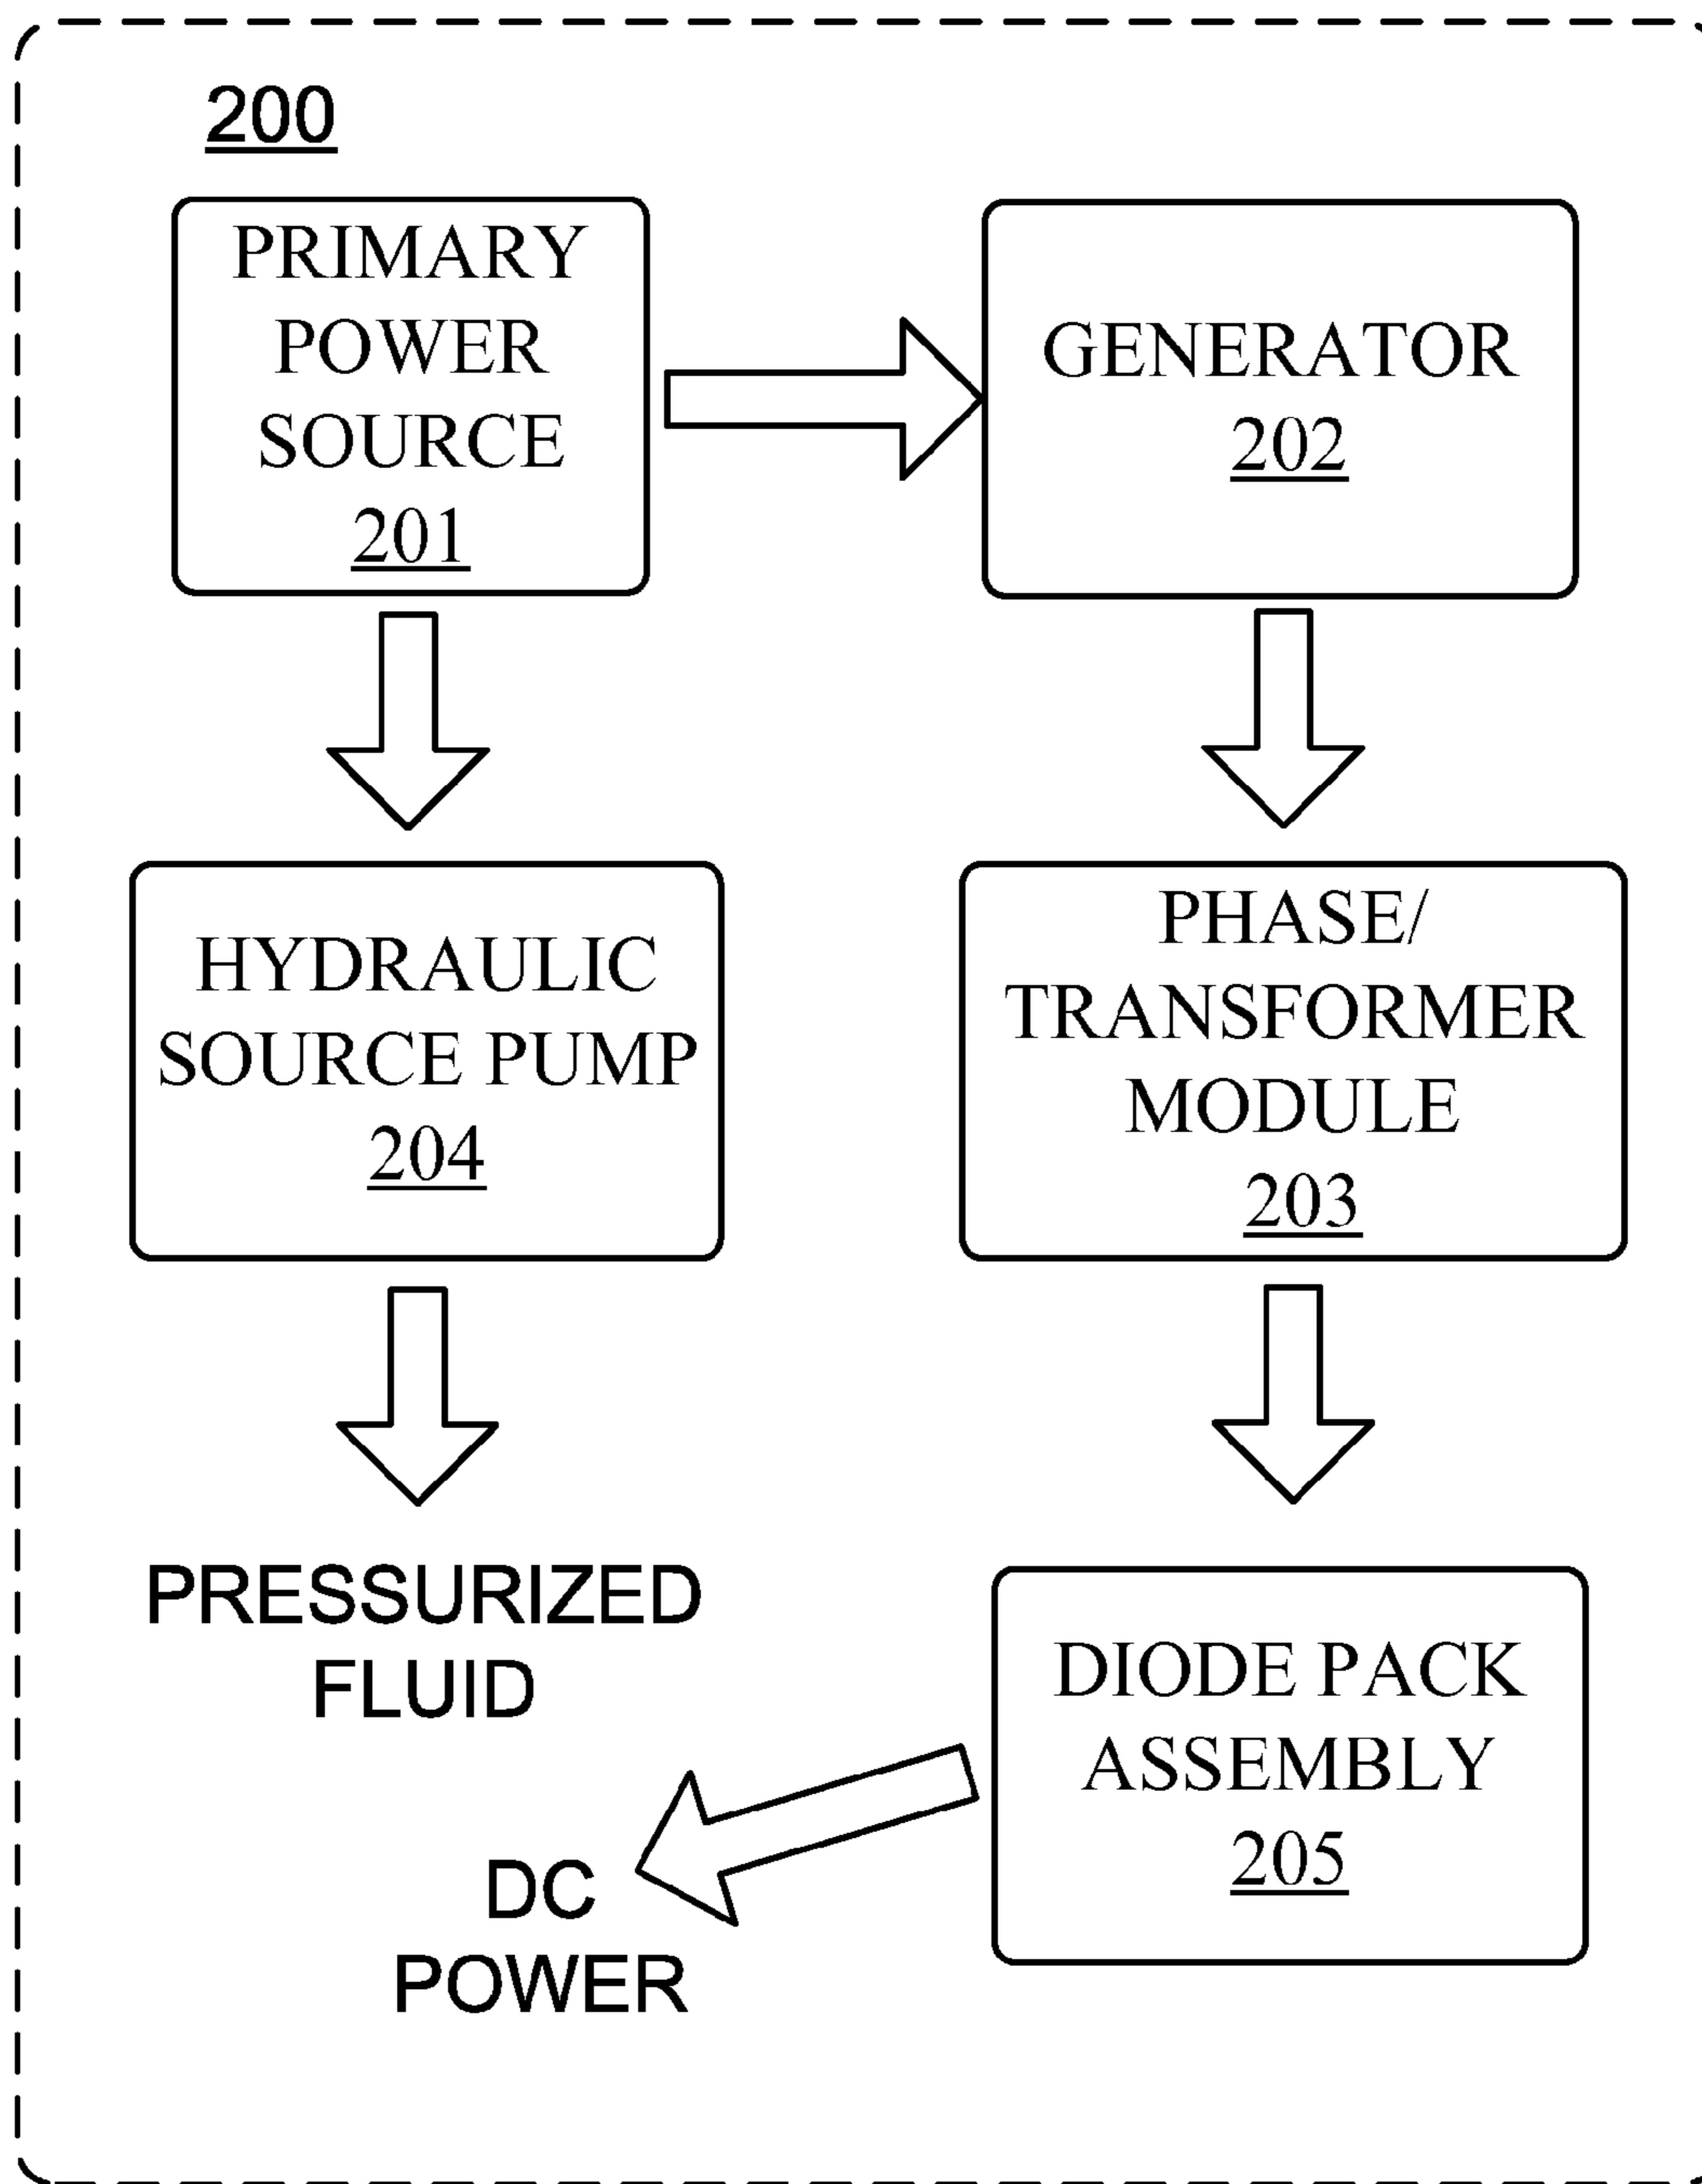 200
PRIMARY
POWER
SOURCE
201
GENERATOR
202
HYDRAULIC
SOURCE PUMP
204
PHASE/
TRANSFORMER
MODULE
203
PRESSURIZED
FLUID
DIODE PACK
ASSEMBLY
205
DC
POWER